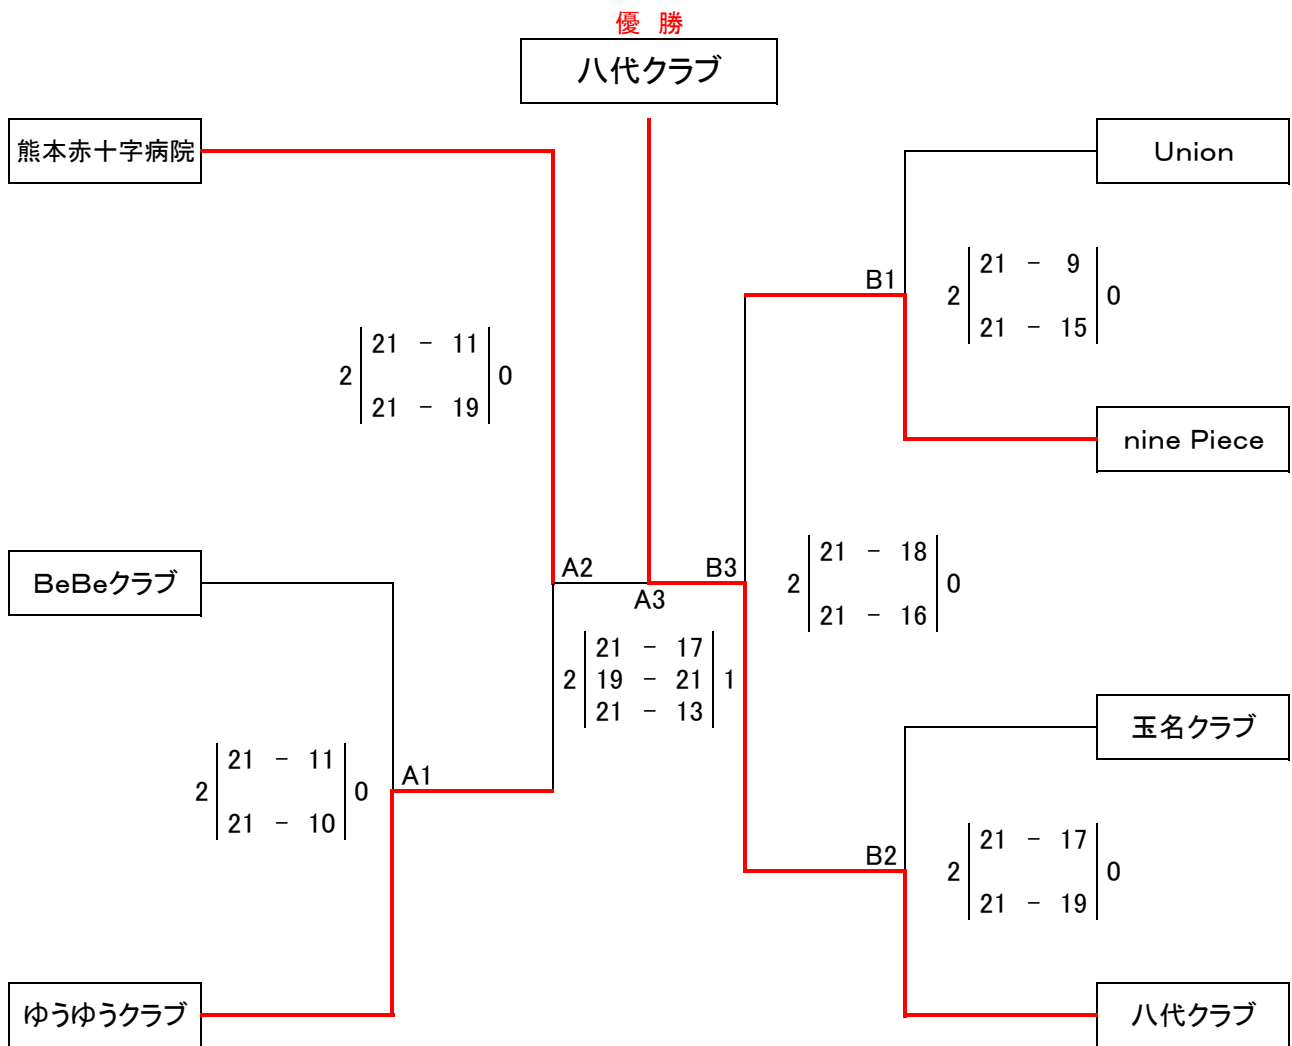 優 勝
八代クラブ
熊本赤十字病院
Union
B1
2 21 - 9 0
21 - 15
2 21 - 11 0
21 - 19
nine Piece
BeBeクラブ
A2
B3
A3
2 21 - 18 0
21 - 16
21 - 17
2 19 - 21 1
21 - 13
玉名クラブ
2 21 - 11 0
21 - 10
A1
B2
2 21 - 17 0
21 - 19
ゆうゆうクラブ
八代クラブ